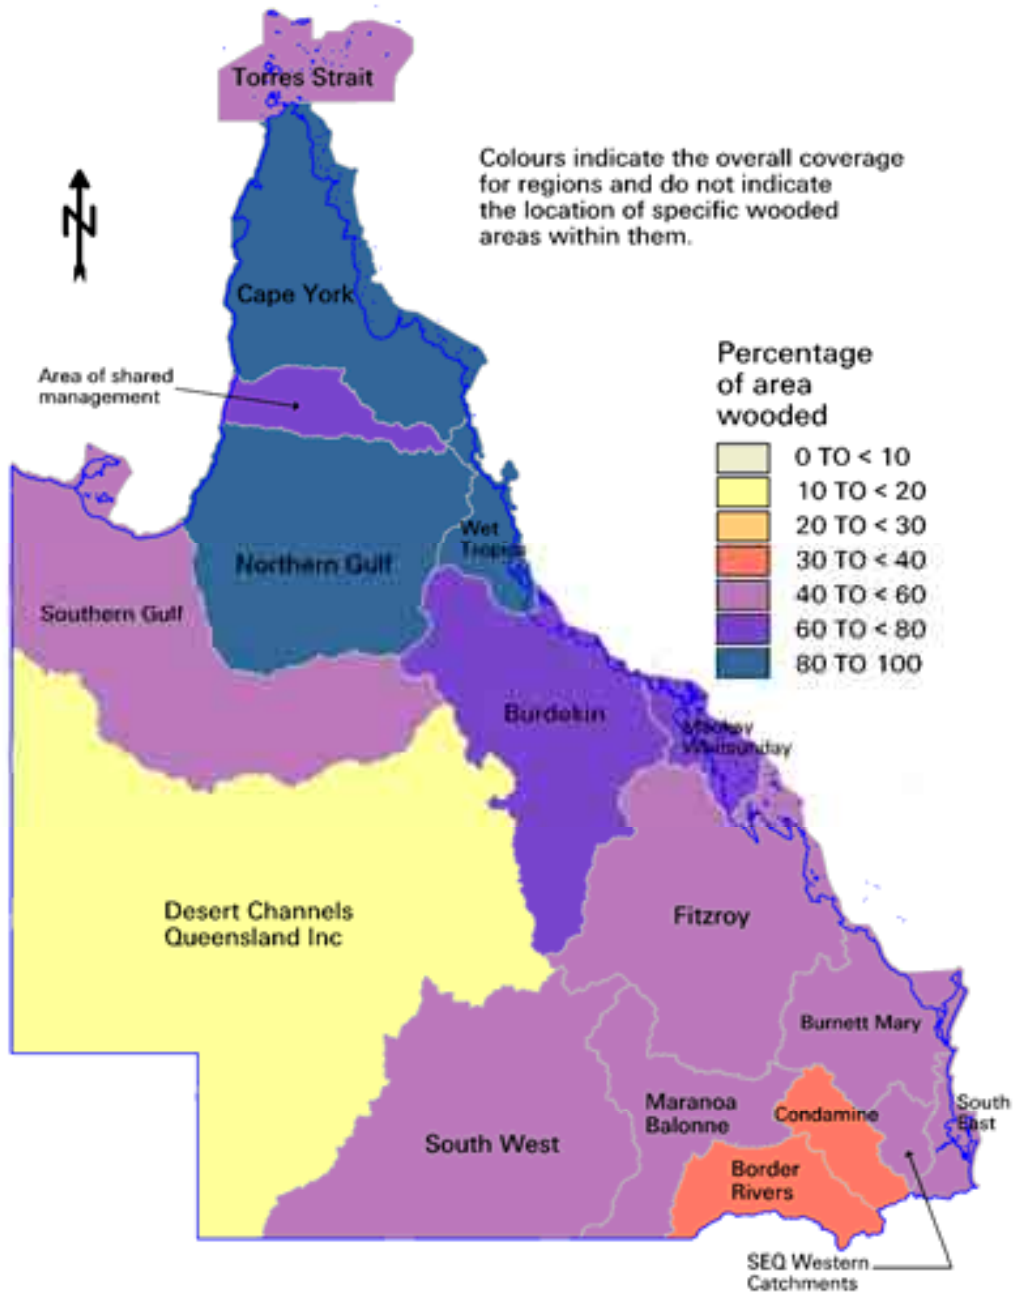 Torres Strait
Colours indicate the overall coverage
for regions and do not indicate
the location of specific wooded
areas within them.
N
Cape York
Area of shared
management
Percentage
of area
wooded
0 TO < 10
10 TO < 20
20 TO < 30
30 TO < 40
40 TO < 60
60 TO < 80
80 TO 100
Wet
Tropics
Northern Gulf
Southern Gulf
Burdekin
Mackay
Whitsunday
Desert Channels
Queensland Inc
Fitzroy
Burnett Mary
Maranoa
Balonne
Condamine
South
East
South West
Border
Rivers
SEQ Western
Catchments